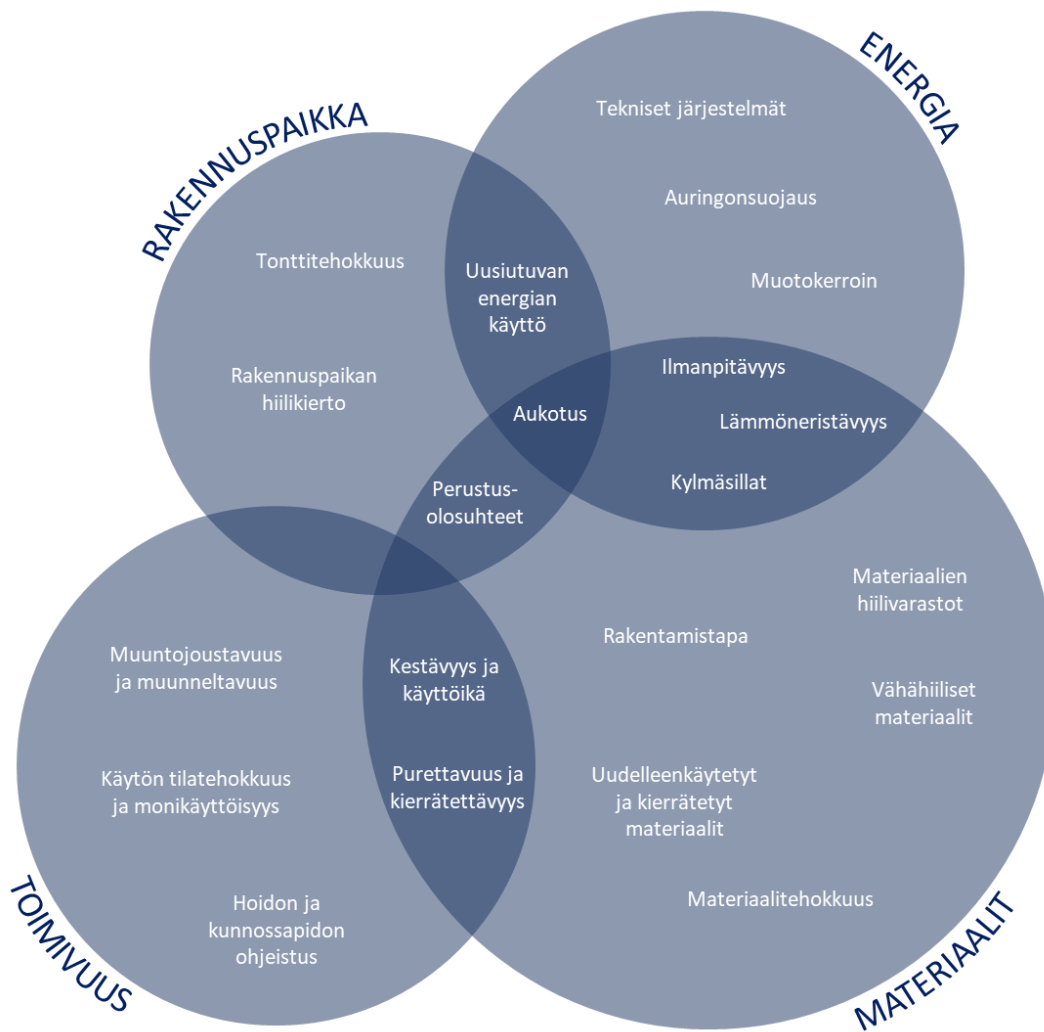 ENERGIA
Tekniset järjestelmät
Auringonsuojaus
Muotokerroin
RAKENNUSPAIKKA
Tonttitehokkuus
Rakennuspaikan
hiilikierto
Uusiutuvan
energian
käyttö
Aukotus
Perustus-
olosuhteet
Ilmanpitävyys
Lämmöneristävyys
Kylmäsillat
Materiaalien
hiilivarastot
Rakentamistapa
Vähähiiliset
materiaalit
Uudelleenkäytetyt
ja kierrätetyt
materiaalit
Materiaalitehokkuus
MATERIAALIT
Kestävyys ja
käyttöikä
Purettavuus ja
kierrätettävyys
Muuntojoustavuus
ja muunneltavuus
Käytön tilatehokkuus
ja monikäyttöisyys
Hoidon ja
kunnossapidon
ohjeistus
TOIMIVUUS